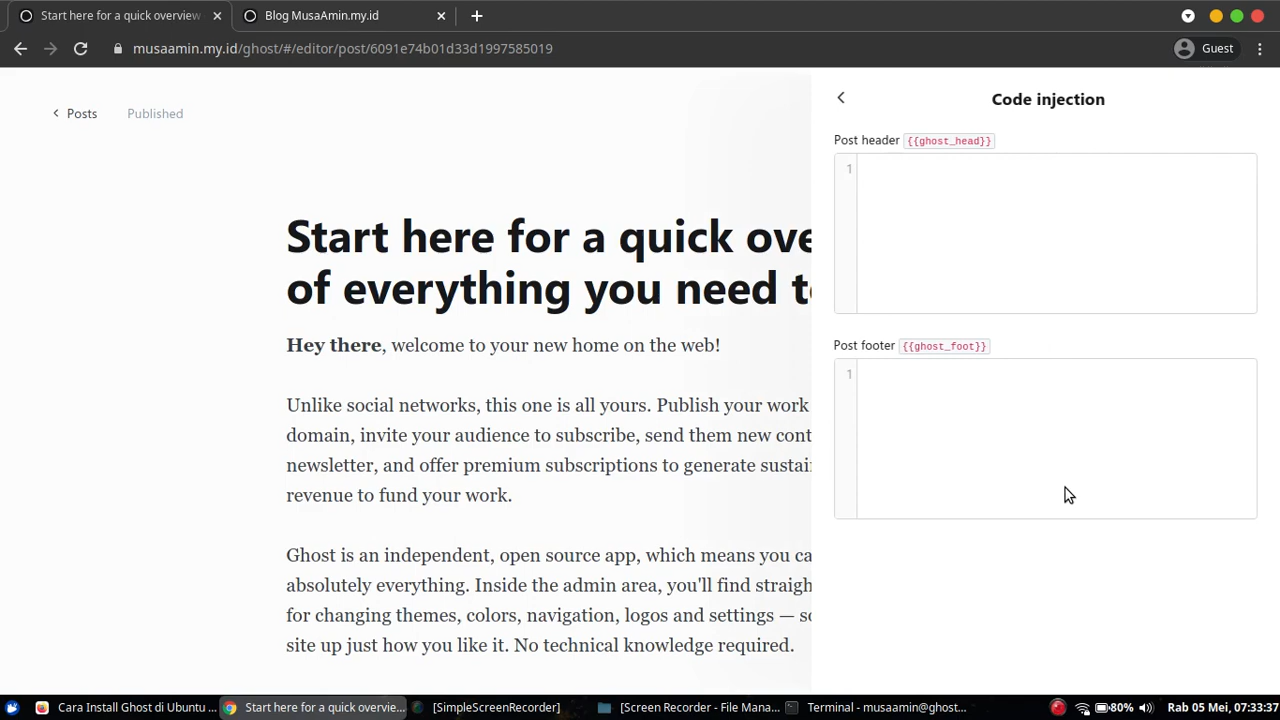 Start here for a quick overview
Blog MusaAmin.my.id
musaamin.my.id/ghost/#/editor/post/6091e74b01d33d1997585019
Guest
Posts
Published
Code injection
Post header {{ghost_head}}
1
Start here for a quick ove
of everything you need t
Hey there, welcome to your new home on the web!
Post footer {{ghost_foot}}
1
Unlike social networks, this one is all yours. Publish your work
domain, invite your audience to subscribe, send them new cont
newsletter, and offer premium subscriptions to generate sustai
revenue to fund your work.
Ghost is an independent, open source app, which means you ca
absolutely everything. Inside the admin area, you'll find straigh
for changing themes, colors, navigation, logos and settings — so
site up just how you like it. No technical knowledge required.
Cara Install Ghost di Ubuntu ...
Start here for a quick overvie...
[SimpleScreenRecorder]
[Screen Recorder - File Mana...
Terminal - musaamin@ghost...
80%
Rab 05 Mei, 07:33:37